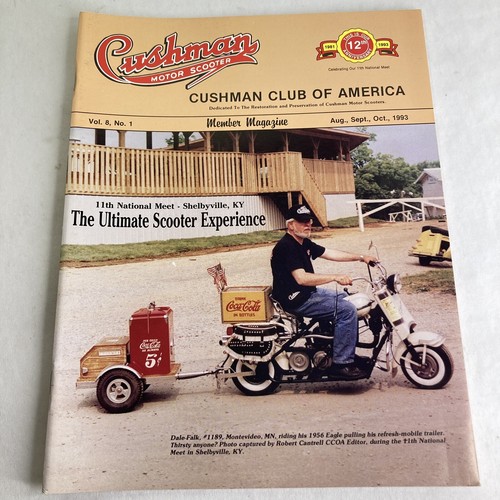 Cushman
MOTOR SCOOTER
1981
12th
1993
Celebrating Our 11th National Meet
CUSHMAN CLUB OF AMERICA
Dedicated To The Restoration and Preservation of Cushman Motor Scooters.
Vol. 8, No. 1
Member Magazine
Aug., Sept., Oct., 1993
11th National Meet - Shelbyville, KY
The Ultimate Scooter Experience
DRINK
Coca-Cola
IN BOTTLES
Coca-Cola
5¢
Dale Falk, #1189, Montevideo, MN, riding his 1956 Eagle pulling his refresh-mobile trailer.
Thirsty anyone? Photo captured by Robert Cantrell CCOA Editor, during the 11th National
Meet in Shelbyville, KY.